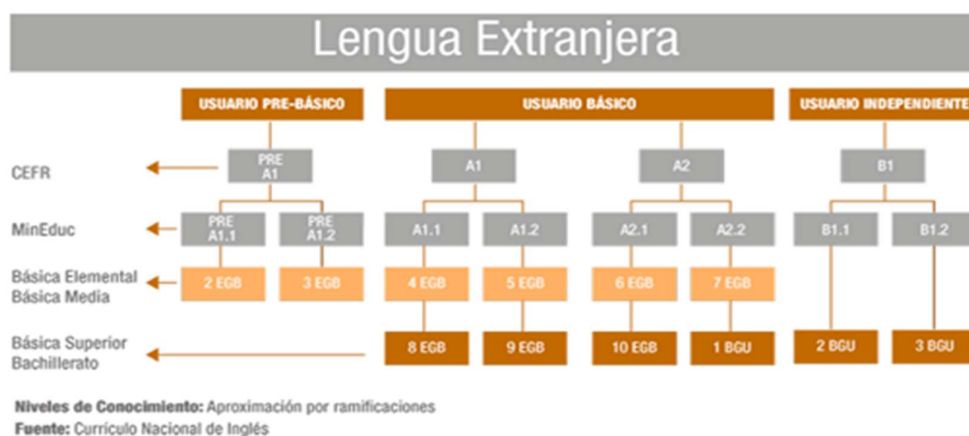 Lengua Extranjera
USUARIO PRE-BÁSICO USUARIO BÁSICO USUARIO INDEPENDIENTE
CEFR PRE A1 A1 A2 B1
MinEduc PRE A1.1 PRE A1.2 A1.1 A1.2 A2.1 A2.2 B1.1 B1.2
Básica Elemental
Básica Media 2 EGB 3 EGB 4 EGB 5 EGB 6 EGB 7 EGB
Básica Superior
Bachillerato 8 EGB 9 EGB 10 EGB 1 BGU 2 BGU 3 BGU
Niveles de Conocimiento: Aproximación por ramificaciones
Fuente: Currículo Nacional de Inglés